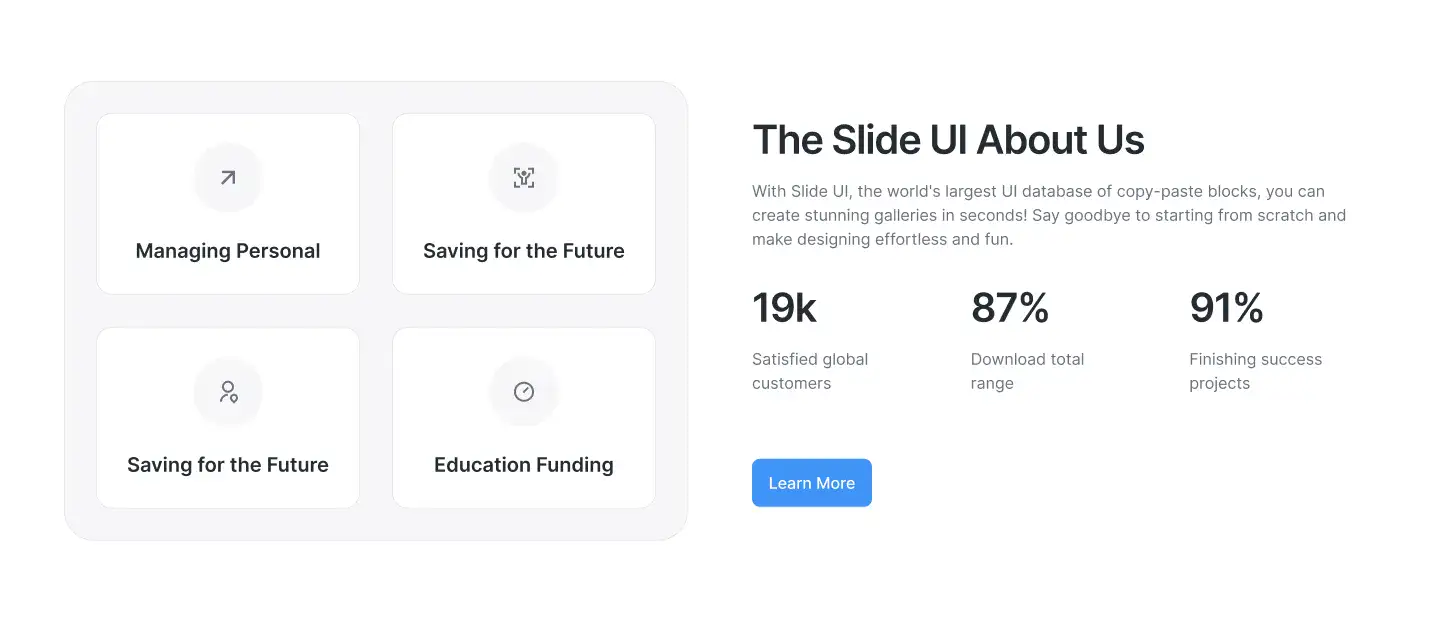 Managing Personal
Saving for the Future
Saving for the Future
Education Funding
The Slide UI About Us
With Slide UI, the world's largest UI database of copy-paste blocks, you can
create stunning galleries in seconds! Say goodbye to starting from scratch and
make designing effortless and fun.
19k
Satisfied global
customers
87%
Download total
range
91%
Finishing success
projects
Learn More